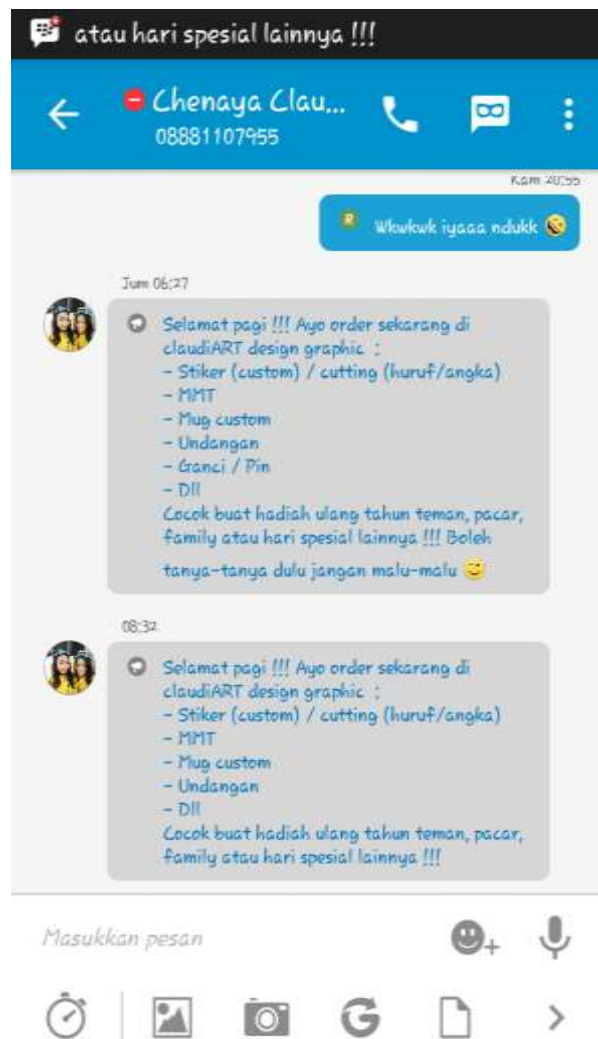 atau hari spesial lainnya !!!
Chenaya Clau...
08881107955
Kam 20:55
Wkwkwk iyaaa ndukk
Jum 06:27
Selamat pagi !!! Ayo order sekarang di
claudiART design graphic :
- Stiker (custom) / cutting (huruf/angka)
- MMT
- Mug custom
- Undangan
- Ganci / Pin
- Dll
Cocok buat hadiah ulang tahun teman, pacar,
family atau hari spesial lainnya !!! Boleh
tanya-tanya dulu jangan malu-malu
08:32
Selamat pagi !!! Ayo order sekarang di
claudiART design graphic :
- Stiker (custom) / cutting (huruf/angka)
- MMT
- Mug custom
- Undangan
- Dll
Cocok buat hadiah ulang tahun teman, pacar,
family atau hari spesial lainnya !!!
Masukkan pesan